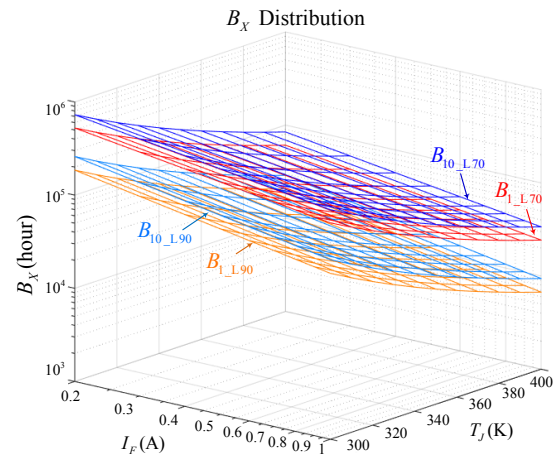 B_X Distribution
10^6
10^5
10^4
10^3
B_X (hour)
B_10_L70
B_1_L70
B_10_L90
B_1_L90
0.2
0.3
0.4
0.5
0.6
0.7
0.8
0.9
1
I_F (A)
300
320
340
360
380
400
T_J (K)